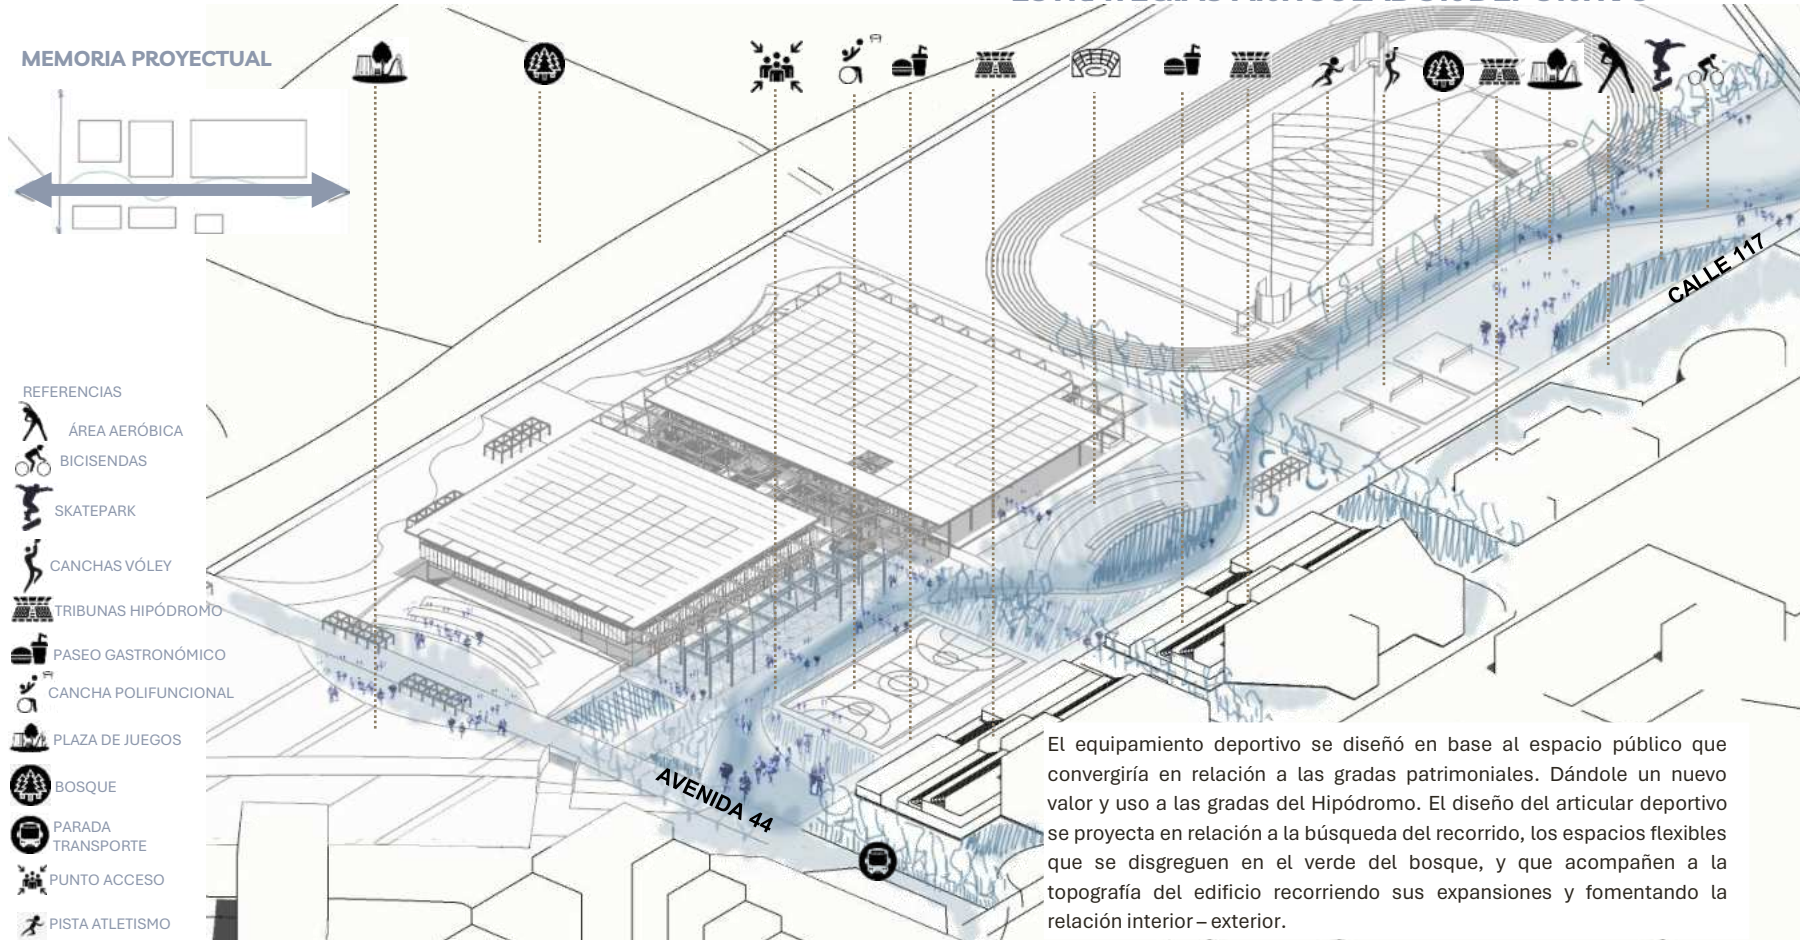 MEMORIA PROYECTUAL
CALLE 117
REFERENCIAS
ÁREA AERÓBICA
BICISENDAS
SKATEPARK
CANCHAS VÓLEY
TRIBUNAS HIPÓDROMO
PASEO GASTRONÓMICO
CANCHA POLIFUNCIONAL
PLAZA DE JUEGOS
BOSQUE
PARADA
TRANSPORTE
PUNTO ACCESO
PISTA ATLETISMO
AVENIDA 44
El equipamiento deportivo se diseñó en base al espacio público que
convergiría en relación a las gradas patrimoniales. Dándole un nuevo
valor y uso a las gradas del Hipódromo. El diseño del articular deportivo
se proyecta en relación a la búsqueda del recorrido, los espacios flexibles
que se disgreguen en el verde del bosque, y que acompañen a la
topografía del edificio recorriendo sus expansiones y fomentando la
relación interior – exterior.